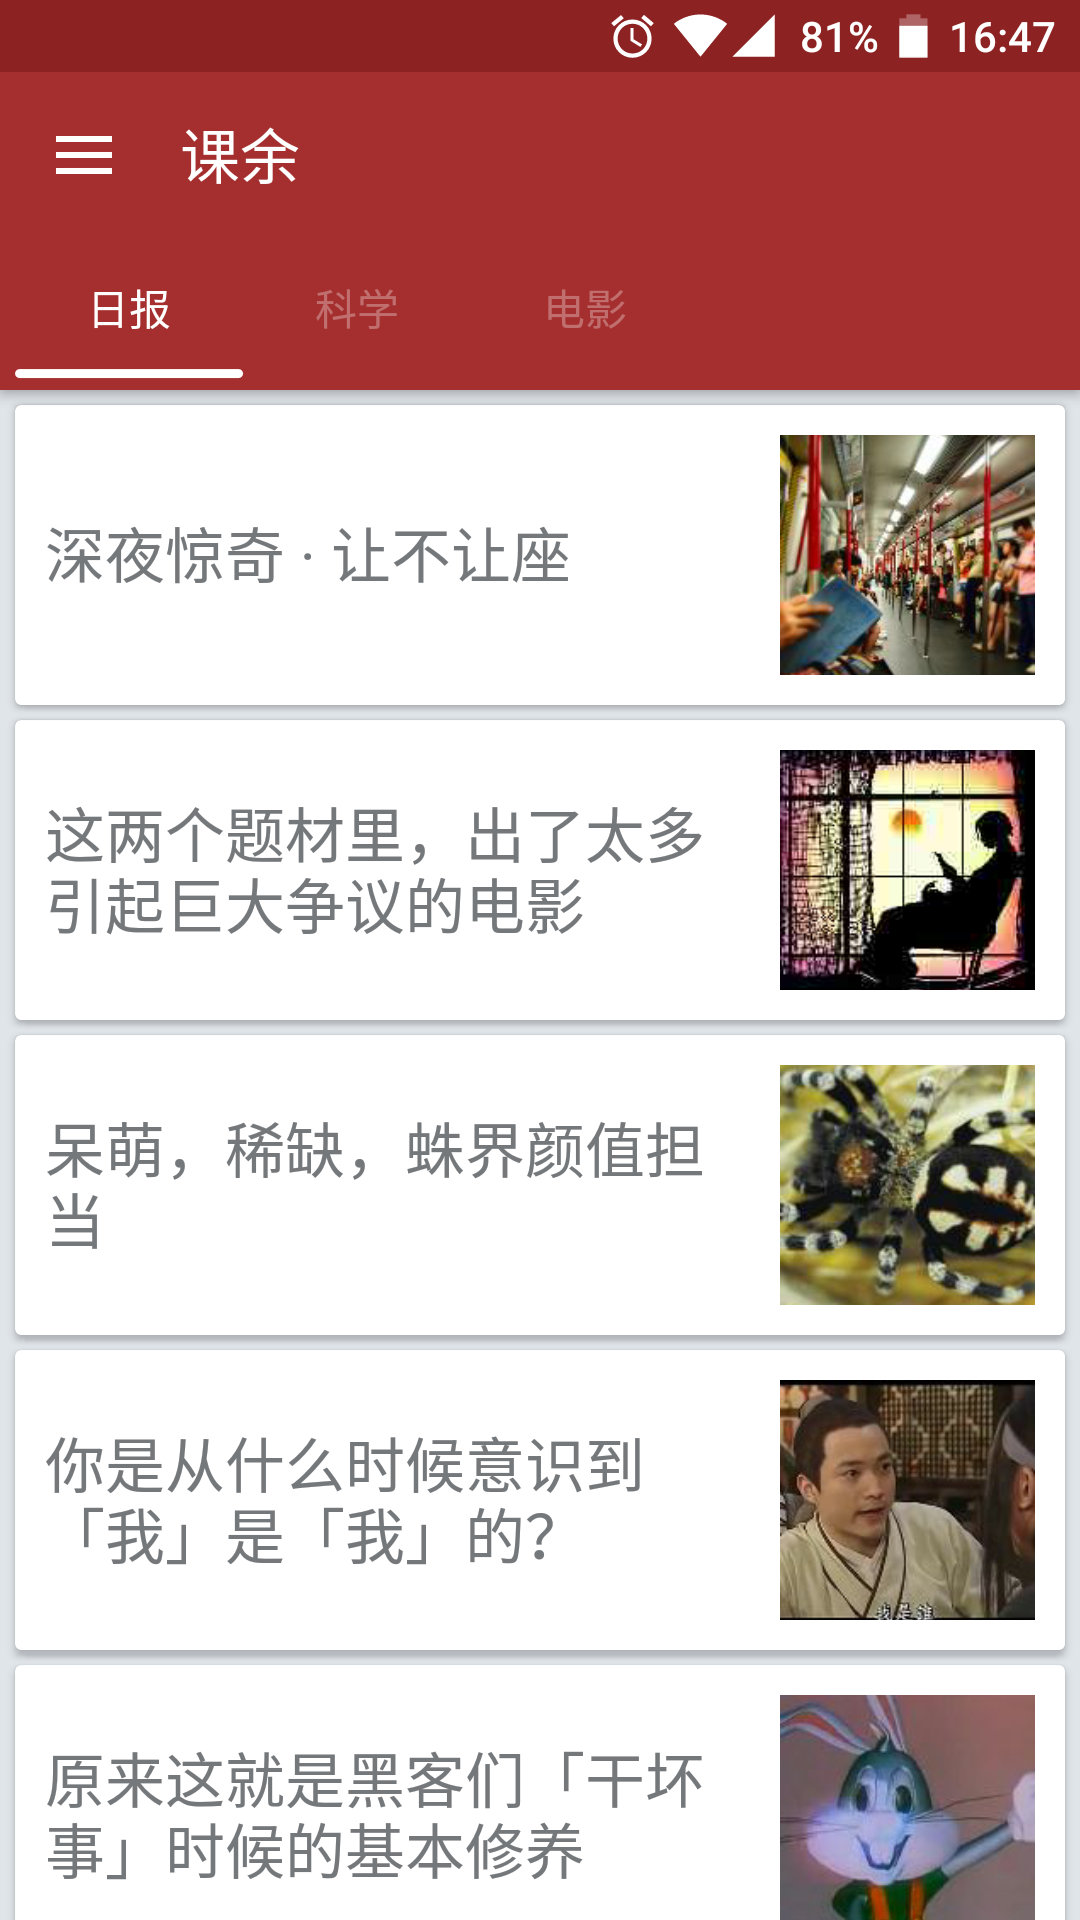 81% 16:47
课余
日报 科学 电影
深夜惊奇 · 让不让座
这两个题材里，出了太多
引起巨大争议的电影
呆萌，稀缺，蛛界颜值担
当
你是从什么时候意识到
「我」是「我」的？
我是谁
原来这就是黑客们「干坏
事」时候的基本修养